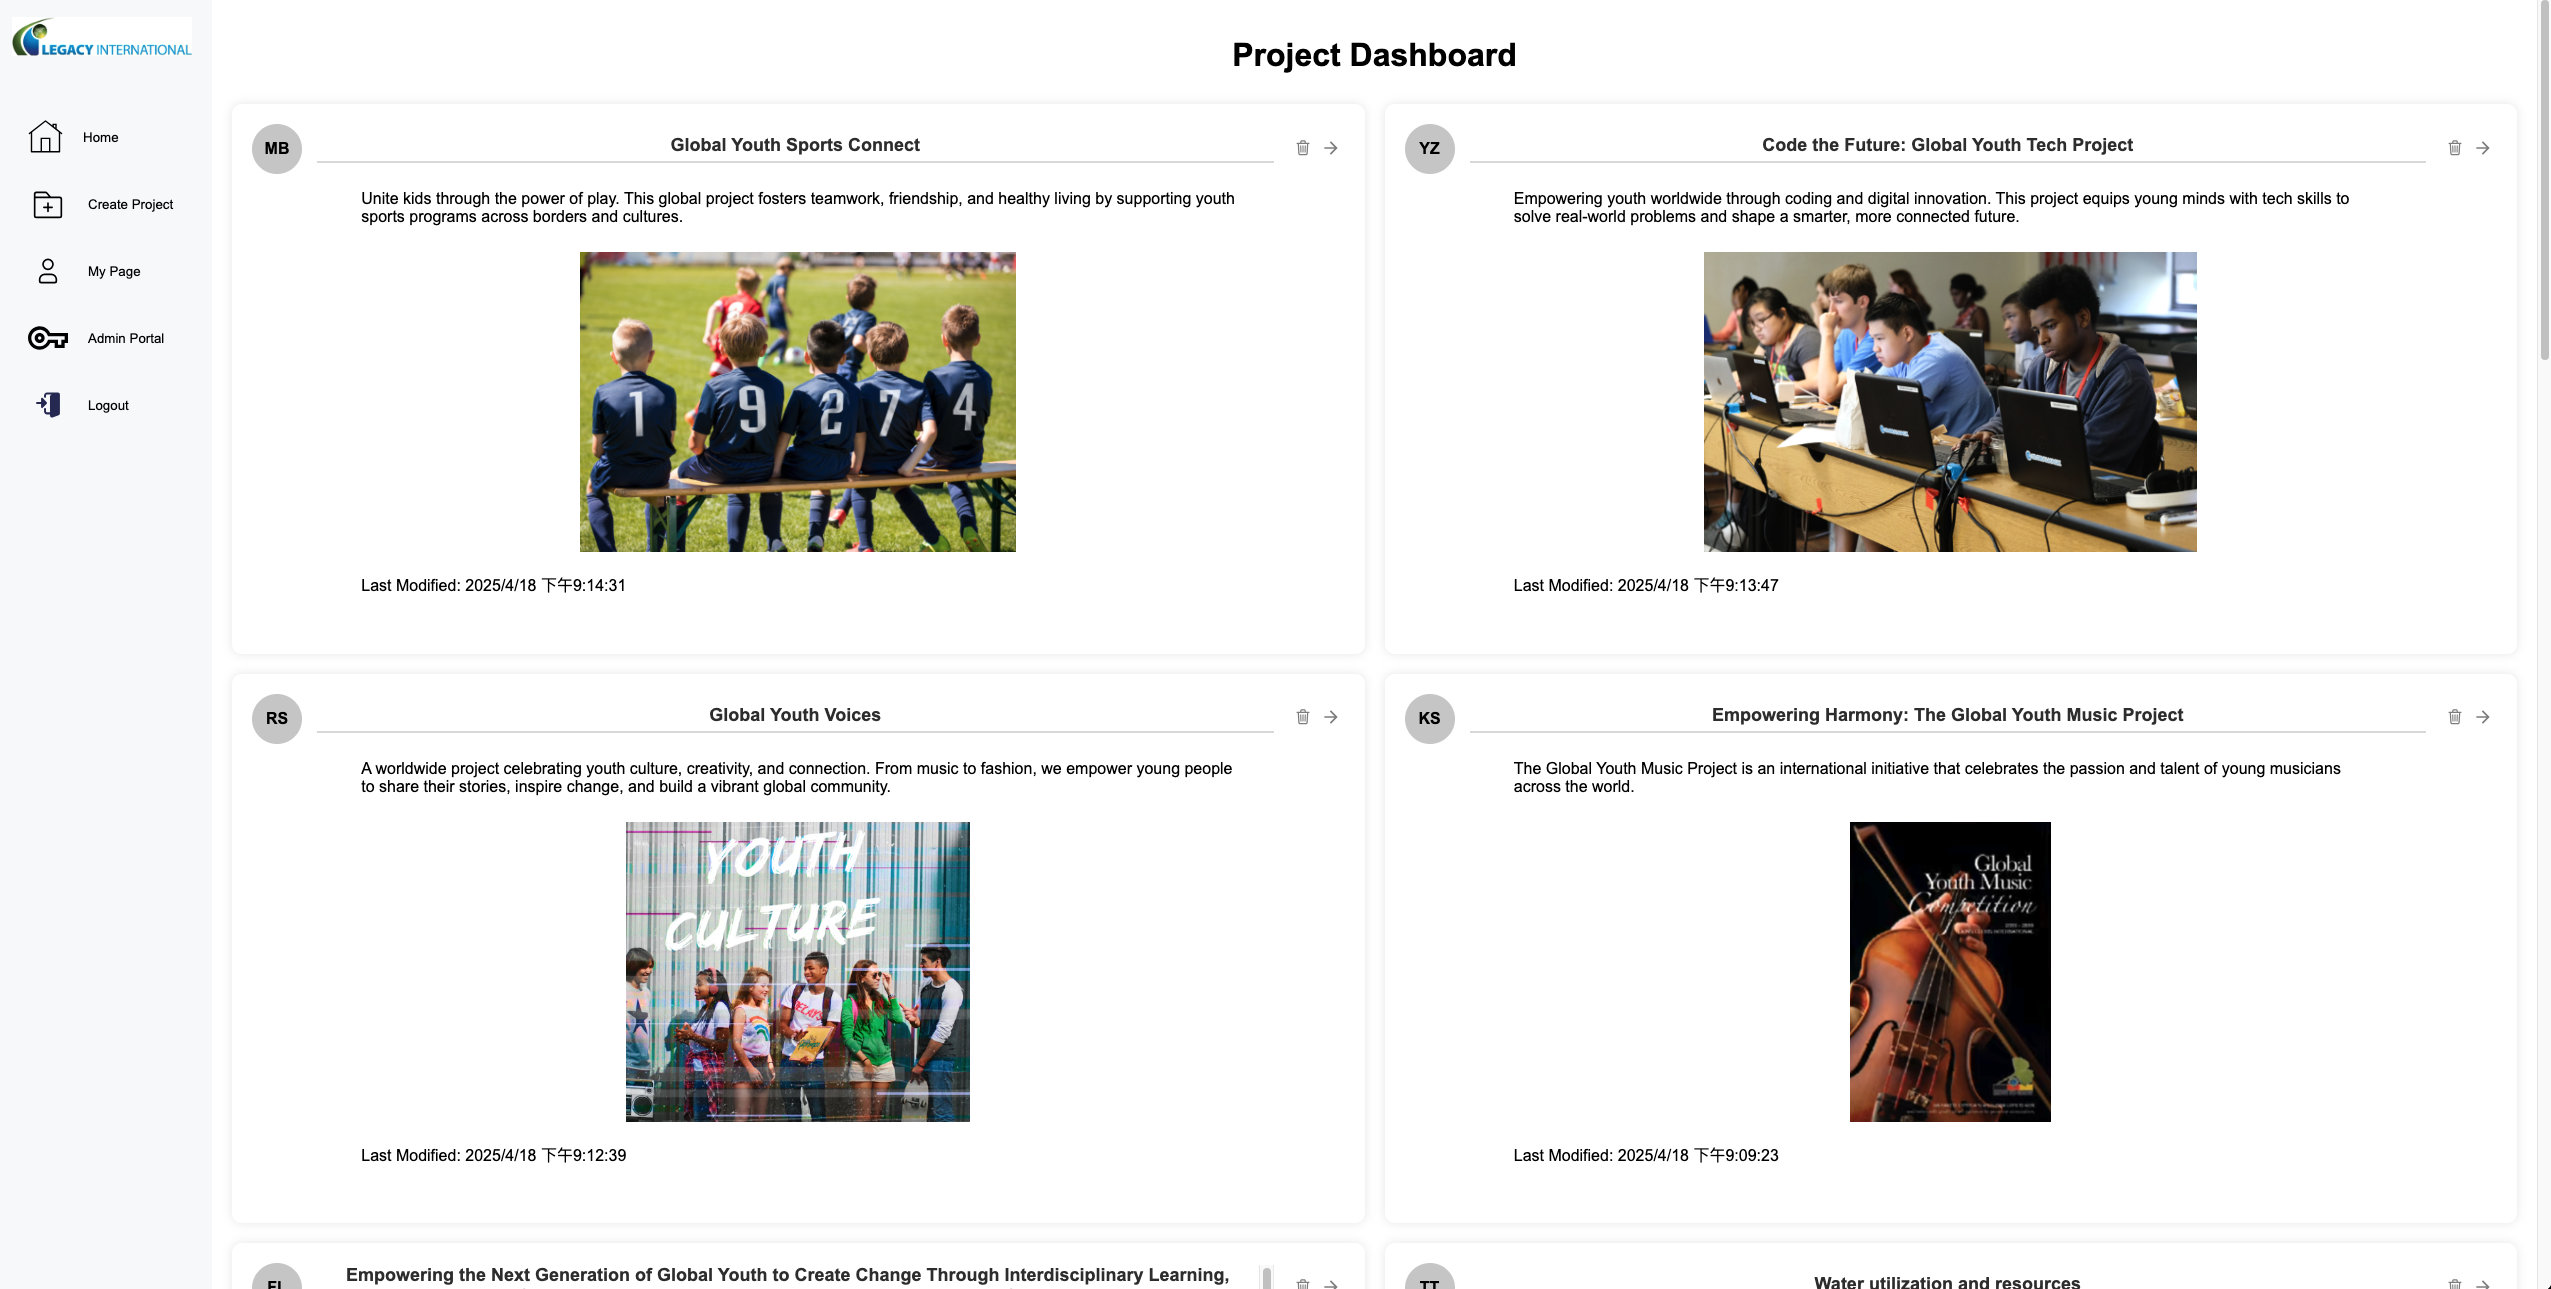 LEGACY INTERNATIONAL
Home
Create Project
My Page
Admin Portal
Logout
Project Dashboard
MB
Global Youth Sports Connect
Unite kids through the power of play. This global project fosters teamwork, friendship, and healthy living by supporting youth
sports programs across borders and cultures.
1 9 2 7 4
Last Modified: 2025/4/18 下午9:14:31
YZ
Code the Future: Global Youth Tech Project
Empowering youth worldwide through coding and digital innovation. This project equips young minds with tech skills to
solve real-world problems and shape a smarter, more connected future.
Last Modified: 2025/4/18 下午9:13:47
RS
Global Youth Voices
A worldwide project celebrating youth culture, creativity, and connection. From music to fashion, we empower young people
to share their stories, inspire change, and build a vibrant global community.
YOUTH
CULTURE
Last Modified: 2025/4/18 下午9:12:39
KS
Empowering Harmony: The Global Youth Music Project
The Global Youth Music Project is an international initiative that celebrates the passion and talent of young musicians
across the world.
Global
Youth Music
Competition
Last Modified: 2025/4/18 下午9:09:23
Empowering the Next Generation of Global Youth to Create Change Through Interdisciplinary Learning,
TT
Water utilization and resources